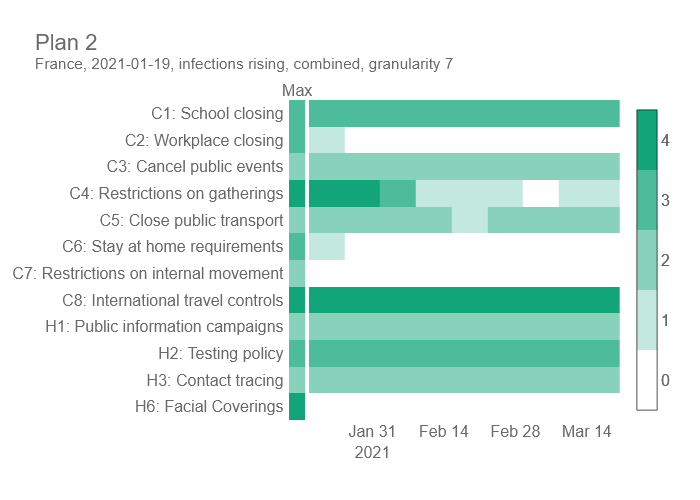 Plan 2
France, 2021-01-19, infections rising, combined, granularity 7
Max
C1: School closing
C2: Workplace closing
C3: Cancel public events
C4: Restrictions on gatherings
C5: Close public transport
C6: Stay at home requirements
C7: Restrictions on internal movement
C8: International travel controls
H1: Public information campaigns
H2: Testing policy
H3: Contact tracing
H6: Facial Coverings
Jan 31 Feb 14 Feb 28 Mar 14
2021
4
3
2
1
0